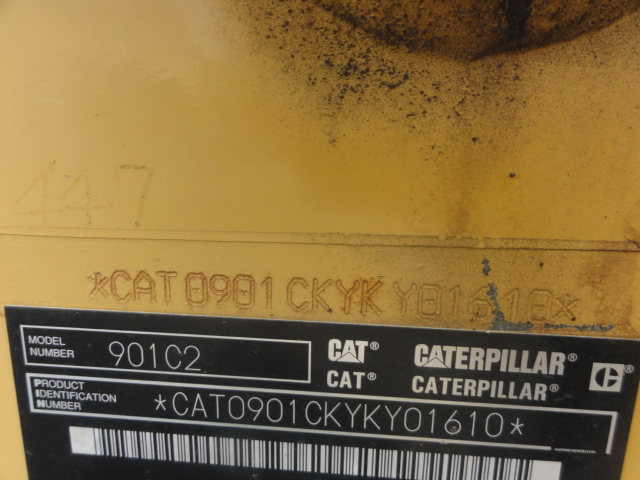 447
*CAT0901CKYKY01610*
MODEL NUMBER 901C2
CAT® CATERPILLAR®
CAT® CATERPILLAR®
PRODUCT IDENTIFICATION NUMBER *CAT0901CKYKY01610*